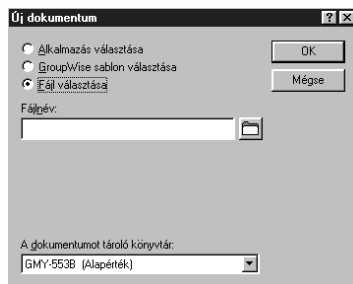 Új dokumentum
Alkalmazás választása
GroupWise sablon választása
Fájl választása
OK
Mégse
Fájlnév:
A dokumentumot tároló könyvtár:
GMY-553B (Alapérték)